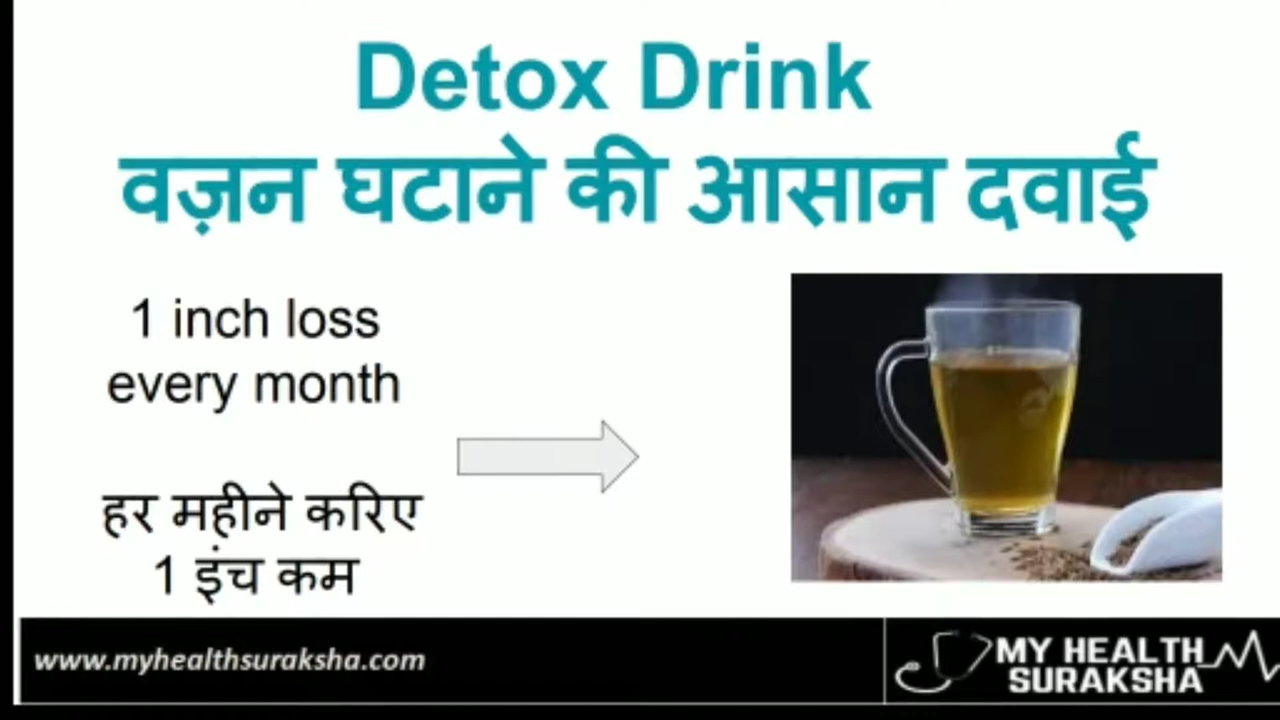 Detox Drink
वज़न घटाने की आसान दवाई
1 inch loss
every month
हर महीने करिए
1 इंच कम
www.myhealthsuraksha.com
MY HEALTH
SURAKSHA